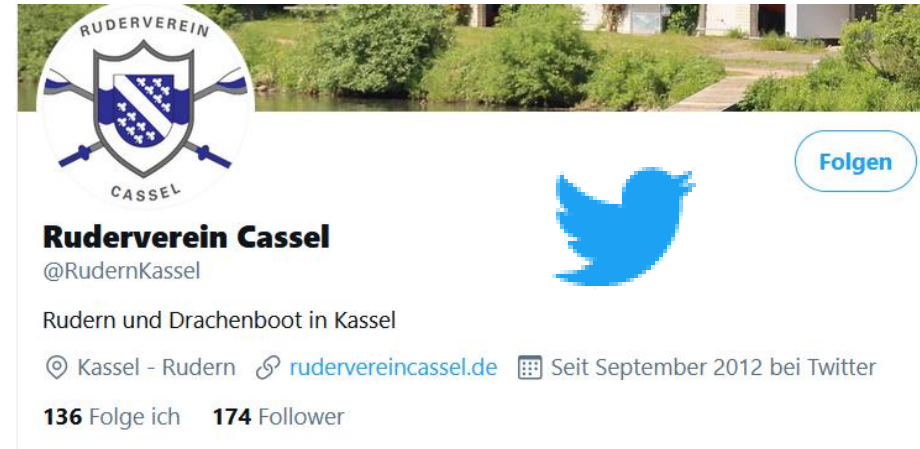 RUDERVEREIN
CASSEL
Folgen
Ruderverein Cassel
@RudernKassel
Rudern und Drachenboot in Kassel
Kassel - Rudern rudervereincassel.de Seit September 2012 bei Twitter
136 Folge ich 174 Follower